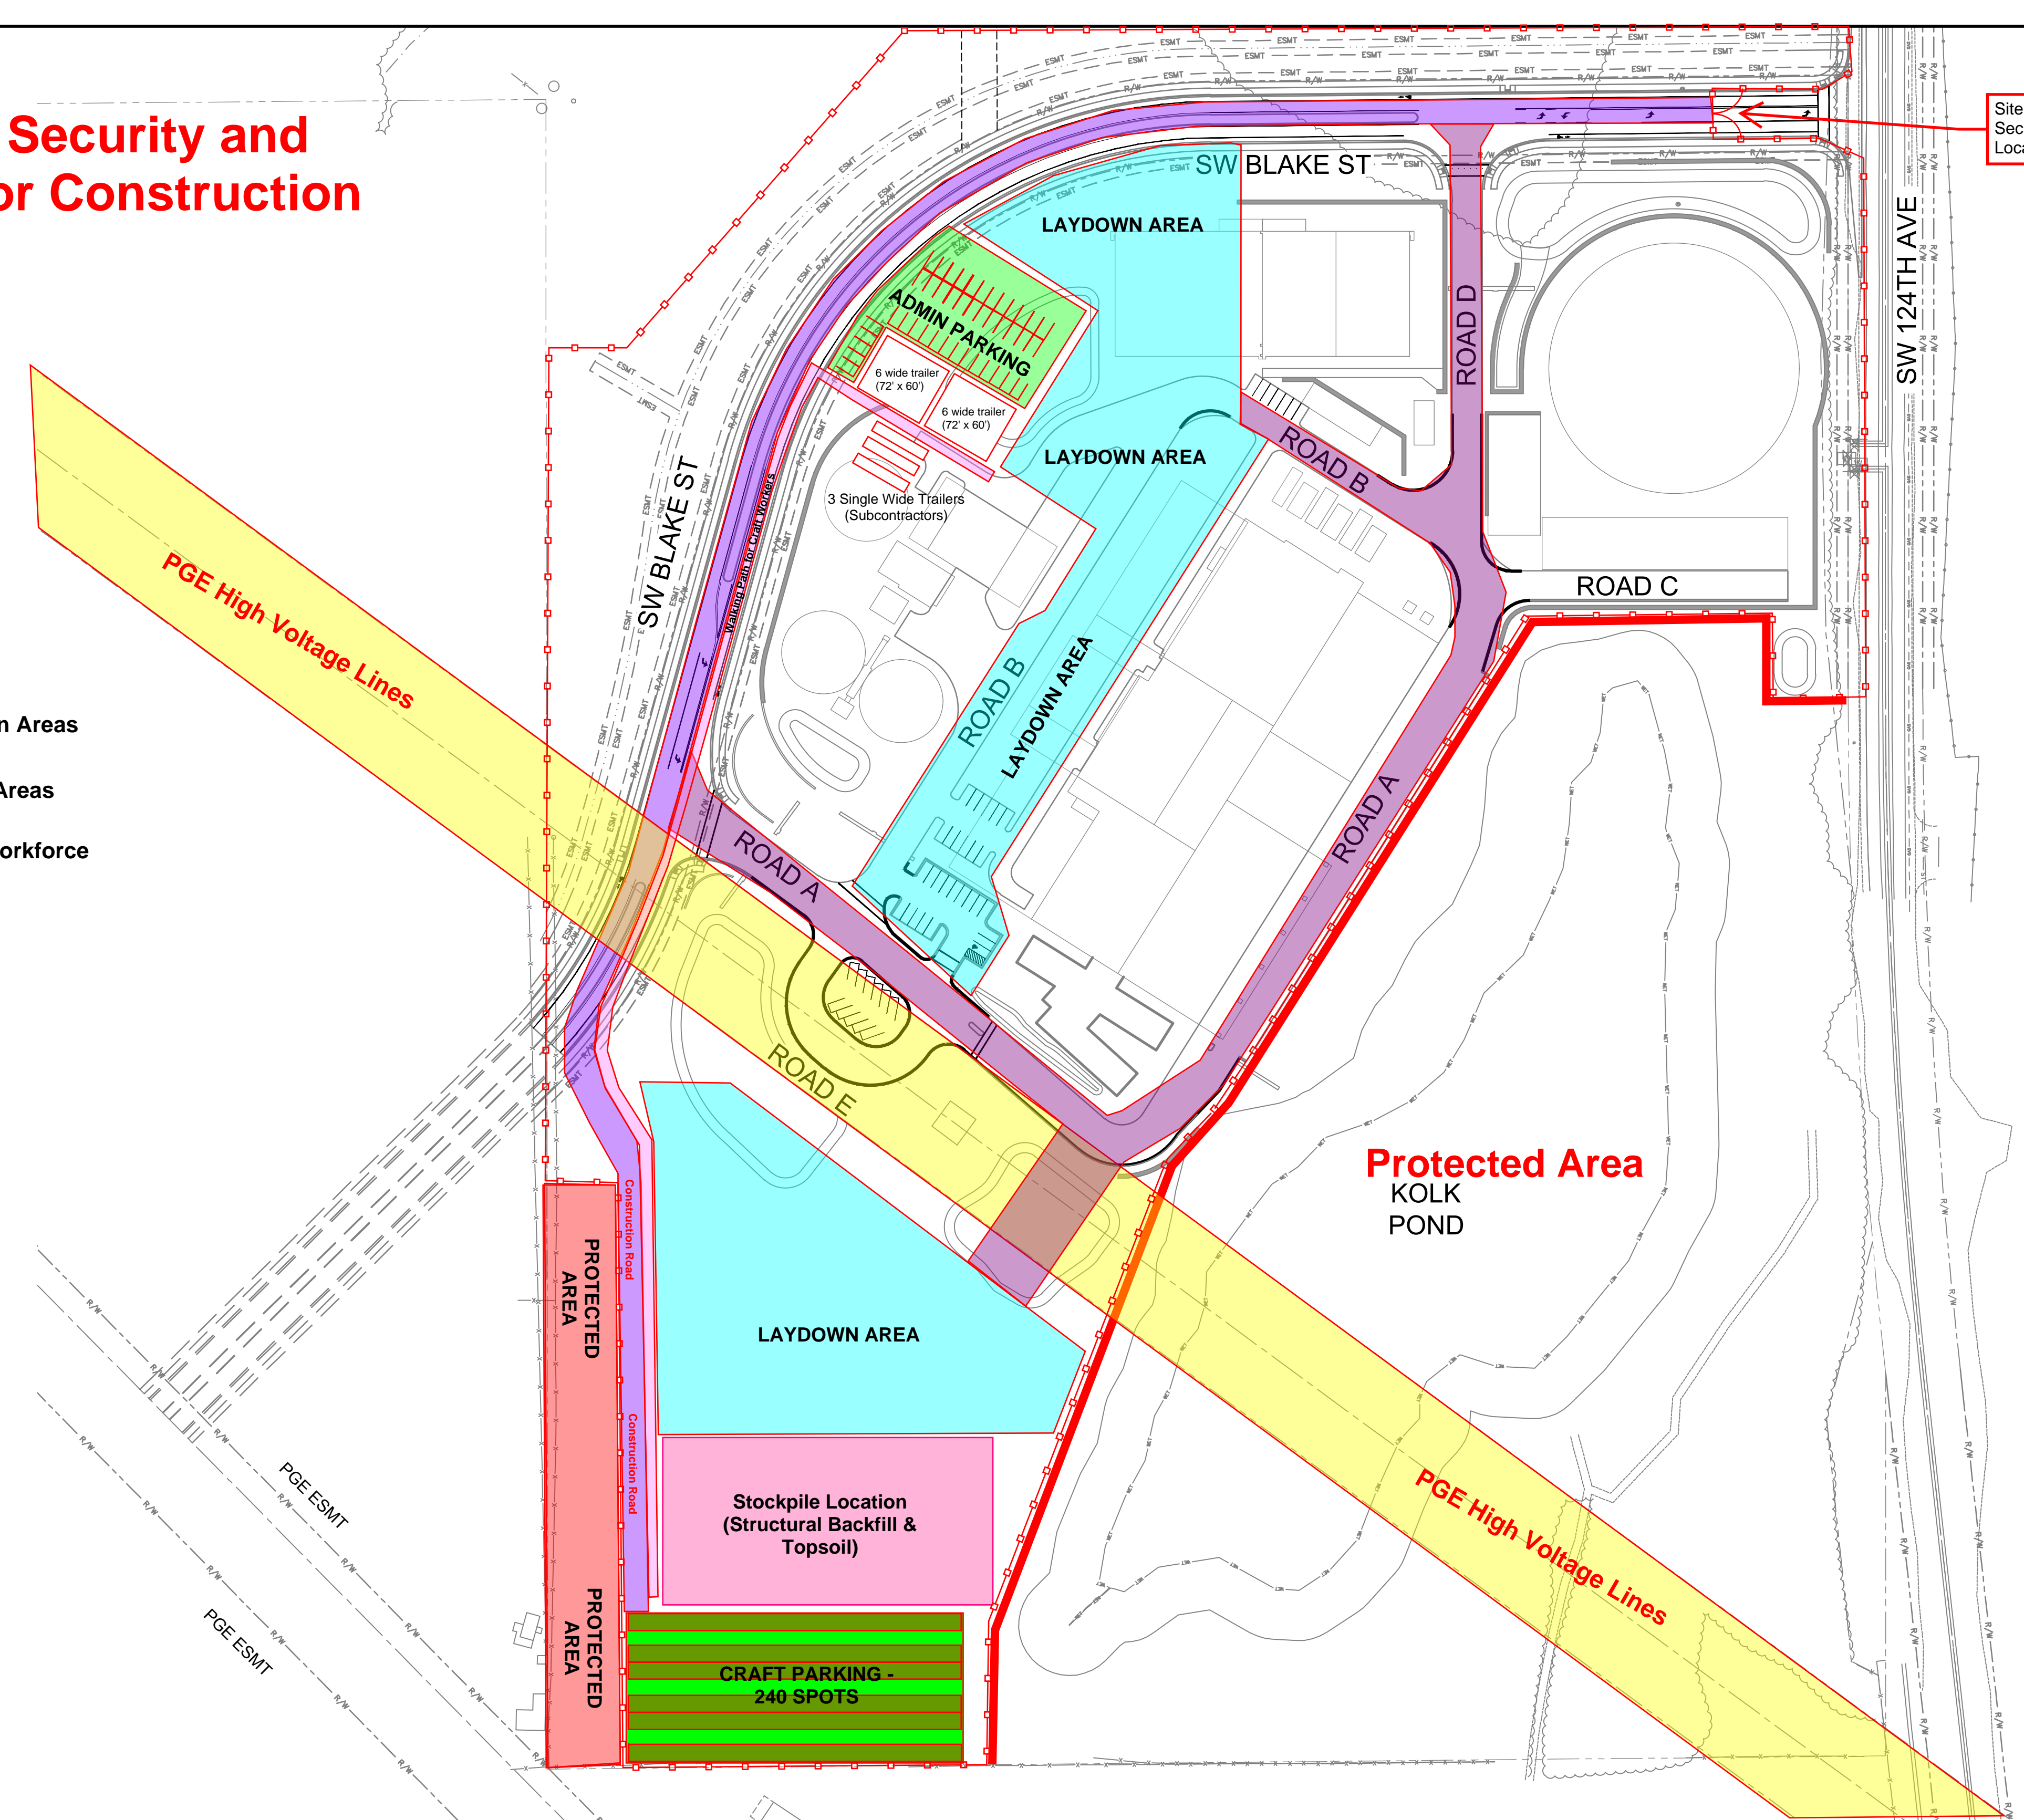 Security and
or Construction
Site
Sec
Loca
SW BLAKE ST
SW 124TH AVE
LAYDOWN AREA
ADMIN PARKING
6 wide trailer
(72' x 60')
6 wide trailer
(72' x 60')
ROAD D
LAYDOWN AREA
ROAD B
3 Single Wide Trailers
(Subcontractors)
SW BLAKE ST
Walking Path for Craft Workers
PGE High Voltage Lines
ROAD C
ROAD B
LAYDOWN AREA
n Areas
Areas
orkforce
ROAD A
ROAD A
ROAD E
Protected Area
KOLK
POND
PROTECTED
AREA
Construction Road
LAYDOWN AREA
Construction Road
PGE ESMT
Stockpile Location
(Structural Backfill &
Topsoil)
PGE High Voltage Lines
PGE ESMT
PROTECTED
AREA
CRAFT PARKING -
240 SPOTS